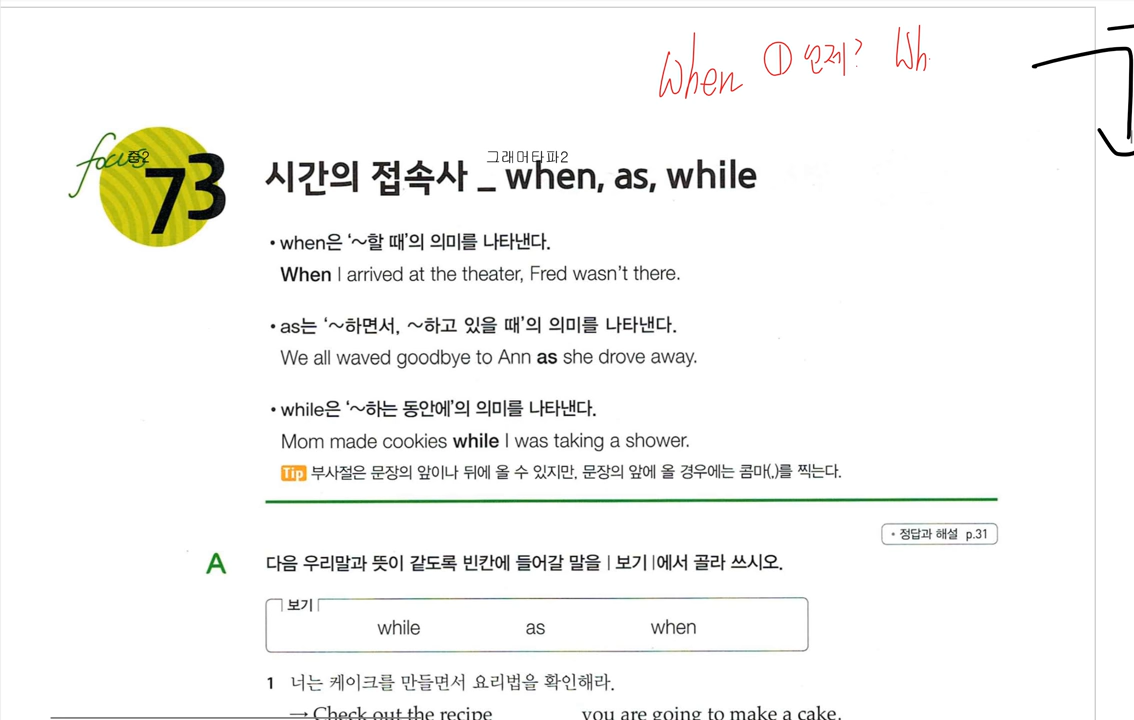 When ① 언제? Wh
focus 중2
73
그래머타파2
시간의 접속사 _ when, as, while
• when은 ‘~할 때’의 의미를 나타낸다.
When I arrived at the theater, Fred wasn’t there.
• as는 ‘~하면서, ~하고 있을 때’의 의미를 나타낸다.
We all waved goodbye to Ann as she drove away.
• while은 ‘~하는 동안에’의 의미를 나타낸다.
Mom made cookies while I was taking a shower.
Tip 부사절은 문장의 앞이나 뒤에 올 수 있지만, 문장의 앞에 올 경우에는 콤마(,)를 찍는다.
• 정답과 해설 p.31
A 다음 우리말과 뜻이 같도록 빈칸에 들어갈 말을 | 보기 |에서 골라 쓰시오.
보기
while as when
1 너는 케이크를 만들면서 요리법을 확인해라.
→ Check out the recipe you are going to make a cake.